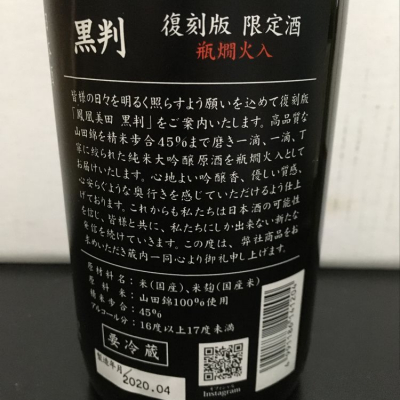 黒判 復刻版 限定酒
瓶燗火入
皆様の日々を明るく照らすよう願いを込めて復刻版
「鳳凰美田 黒判」をご案内いたします。高品質な
山田錦を精米歩合45%まで磨き一滴、一滴、丁
寧に絞られた純米大吟醸原酒を瓶燗火入として
お届けいたします。心地よい吟醸香、優しい質感、
心安らぐような奥行きを感じていただけるよう仕上
げております。これからも私たちは日本酒の可能性
を信じ、皆様と共に、私たちにしか出来ない新たな
発信を続けていきます。この度は、弊社商品をお
求めいただき蔵内一同心より御礼申し上げます。
原材料名:米(国産)、米麹(国産米)
原料米:山田錦100%使用
精米歩合:45%
アルコール分:16度以上17度未満
要冷蔵
製造年月/
2020.04
Instagram